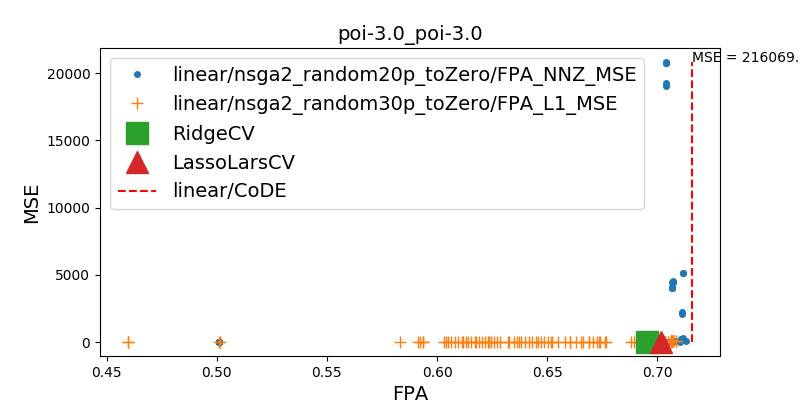 poi-3.0_poi-3.0
MSE = 216069.
linear/nsga2_random20p_toZero/FPA_NNZ_MSE
linear/nsga2_random30p_toZero/FPA_L1_MSE
RidgeCV
LassoLarsCV
linear/CoDE
MSE
20000
15000
10000
5000
0
0.45 0.50 0.55 0.60 0.65 0.70
FPA